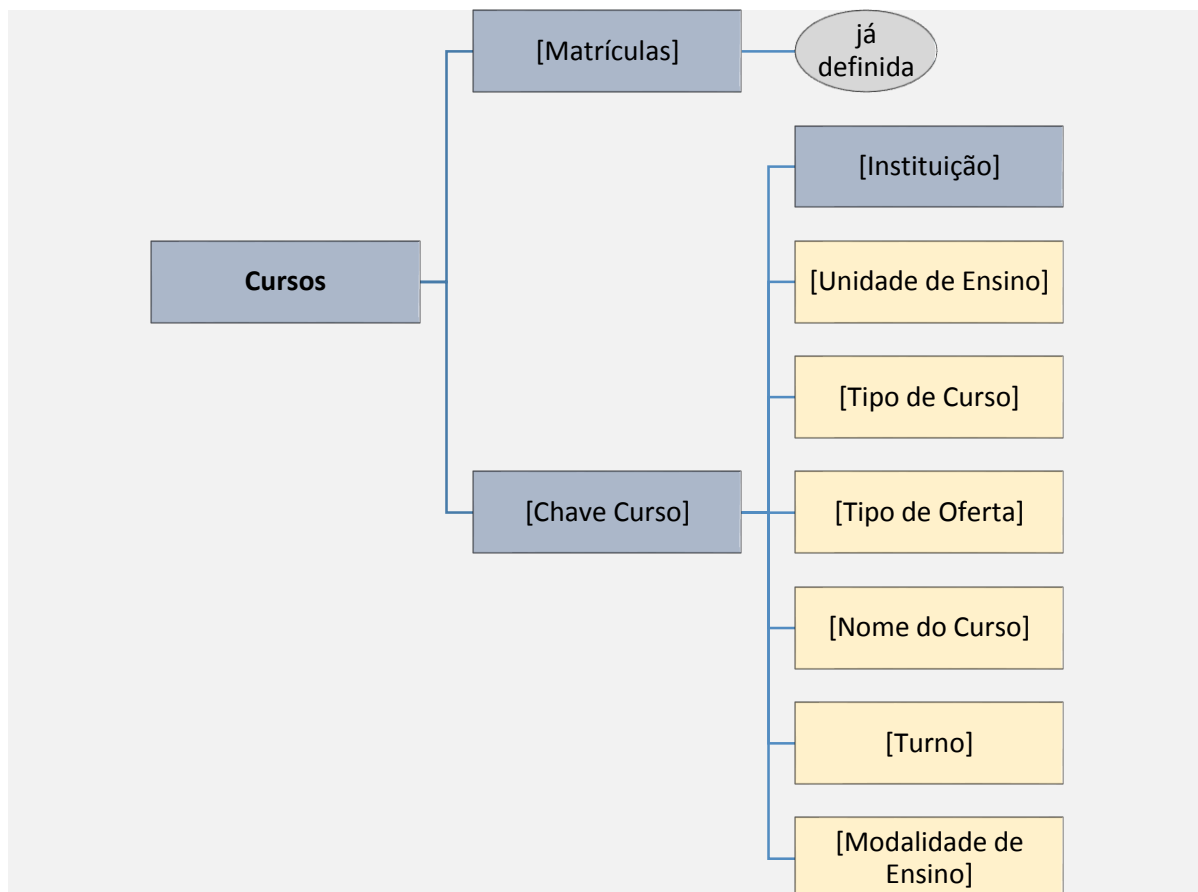 [Matrículas]
já
definida
[Instituição]
Cursos
[Unidade de Ensino]
[Tipo de Curso]
[Chave Curso]
[Tipo de Oferta]
[Nome do Curso]
[Turno]
[Modalidade de
Ensino]